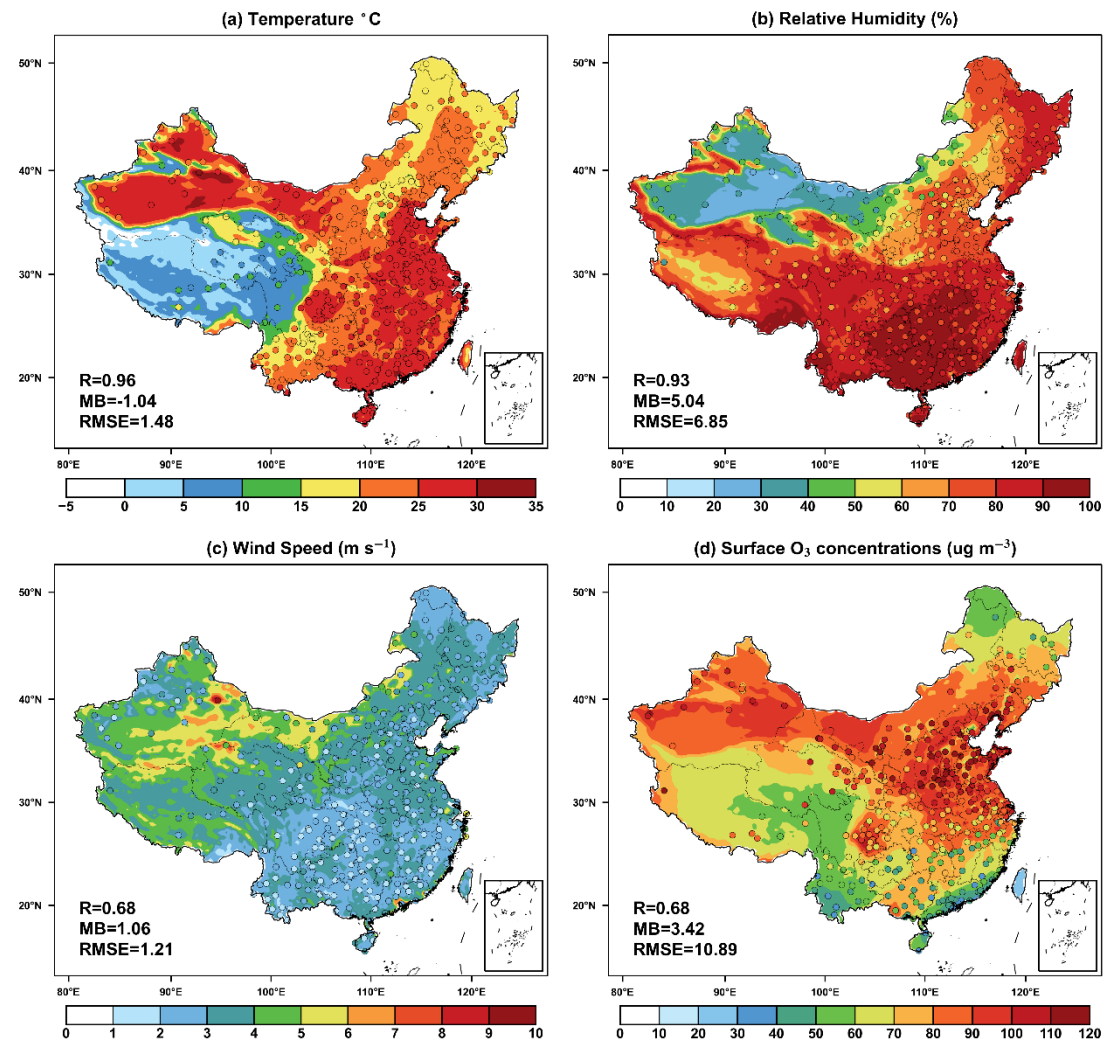 (a) Temperature °C
50°N
40°N
30°N
20°N
R=0.96
MB=-1.04
RMSE=1.48
80°E 90°E 100°E 110°E 120°E
−5 0 5 10 15 25 30 35
(b) Relative Humidity (%)
50°N
40°N
30°N
20°N
R=0.93
MB=5.04
RMSE=6.85
80°E 90°E 100°E 110°E 120°E
0 10 20 30 40 50 60 70 80 90 100
(c) Wind Speed (m s⁻¹)
50°N
40°N
30°N
20°N
R=0.68
MB=1.06
RMSE=1.21
80°E 90°E 100°E 110°E 120°E
0 1 2 3 4 5 6 7 8 9 10
(d) Surface O₃ concentrations (ug m⁻³)
50°N
40°N
30°N
20°N
R=0.68
MB=3.42
RMSE=10.89
80°E 90°E 100°E 110°E 120°E
0 10 20 30 40 50 60 70 80 90 100 110 120